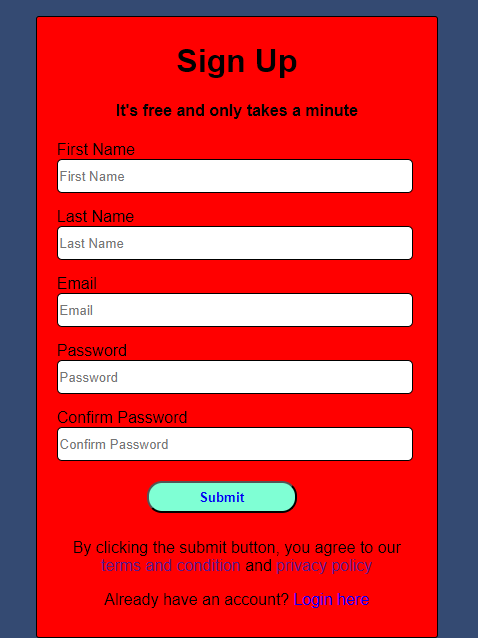 Sign Up
It's free and only takes a minute
First Name
First Name
Last Name
Last Name
Email
Email
Password
Password
Confirm Password
Confirm Password
Submit
By clicking the submit button, you agree to our
terms and condition and privacy policy
Already have an account? Login here